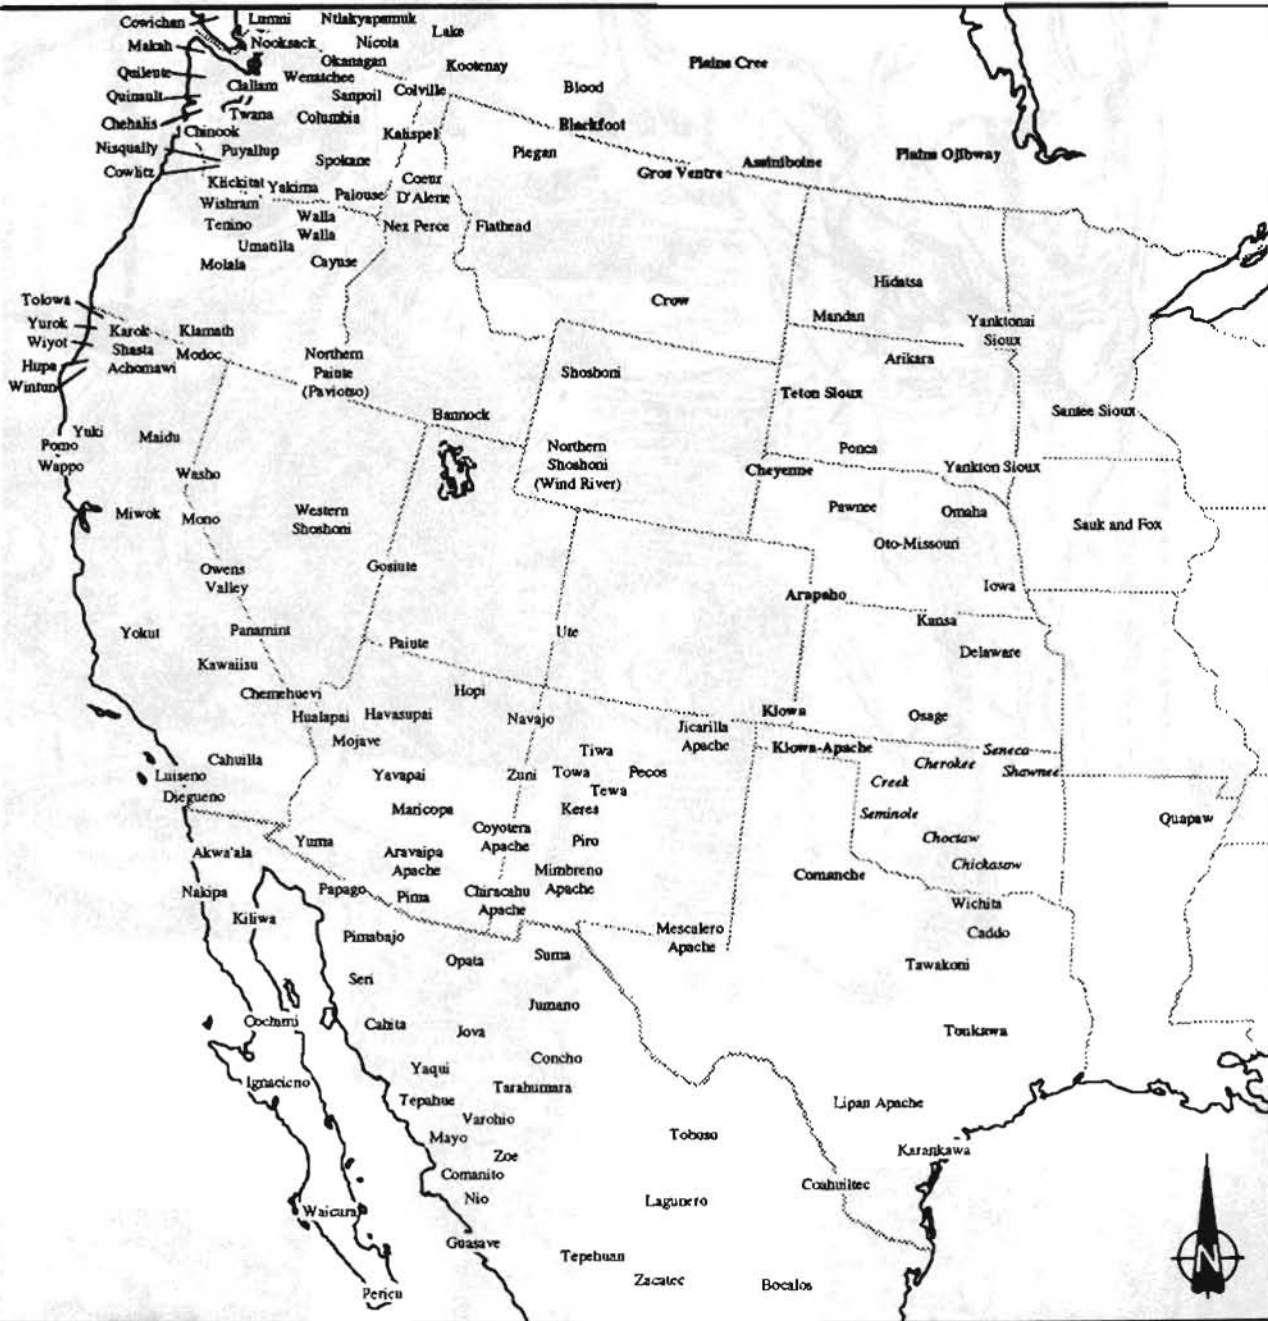 Cowichan
Lummi
Ntlakyapamuk
Lake
Makah
Nooksack
Nicola
Okanagan
Kootenay
Plains Cree
Quileute
Wenatchee
Clallam
Sanpoil
Colville
Blood
Quinault
Twana
Columbia
Chehalis
Chinook
Kalispel
Blackfoot
Nisqually
Puyallup
Spokane
Piegan
Assiniboine
Plains Ojibway
Cowlitz
Gros Ventre
Klickitat
Yakima
Palouse
Coeur
D'Alene
Wishram
Tenino
Walla
Walla
Nez Perce
Flathead
Umatilla
Molala
Cayuse
Hidatsa
Tolowa
Crow
Mandan
Yanktonai
Sioux
Yurok
Karok
Klamath
Wiyot
Shasta
Modoc
Northern
Paiute
(Paviotso)
Arikara
Hupa
Achomawi
Shoshoni
Wintun
Teton Sioux
Bannock
Santee Sioux
Yuki
Maidu
Pomo
Wappo
Northern
Shoshoni
(Wind River)
Ponca
Washo
Cheyenne
Yankton Sioux
Miwok
Mono
Western
Shoshoni
Pawnee
Omaha
Sauk and Fox
Oto-Missouri
Owens
Valley
Gosiute
Arapaho
Iowa
Kansa
Yokut
Panamint
Paiute
Ute
Delaware
Kawaiisu
Chemehuevi
Hopi
Hualapai
Havasupai
Navajo
Kiowa
Osage
Mojave
Jicarilla
Apache
Kiowa-Apache
Seneca
Cahuilla
Tiwa
Cherokee
Shawnee
Luiseno
Yavapai
Zuni
Towa
Pecos
Creek
Diegueno
Tewa
Maricopa
Keres
Seminole
Quapaw
Yuma
Coyotera
Apache
Piro
Choctaw
Akwa'ala
Aravaipa
Apache
Mimbreno
Apache
Comanche
Chickasaw
Nakipa
Papago
Pima
Chiracahu
Apache
Wichita
Kiliwa
Mescalero
Apache
Caddo
Pimabajo
Opata
Suma
Tawakoni
Seri
Jumano
Cochimi
Cahita
Jova
Tonkawa
Concho
Yaqui
Ignacieno
Tarahumara
Tepahue
Lipan Apache
Varohio
Mayo
Toboso
Karankawa
Zoe
Comanito
Coahuiltec
Nio
Lagunero
Waicura
Guasave
Tepehuan
Zacatec
Bocalos
Pericu
N